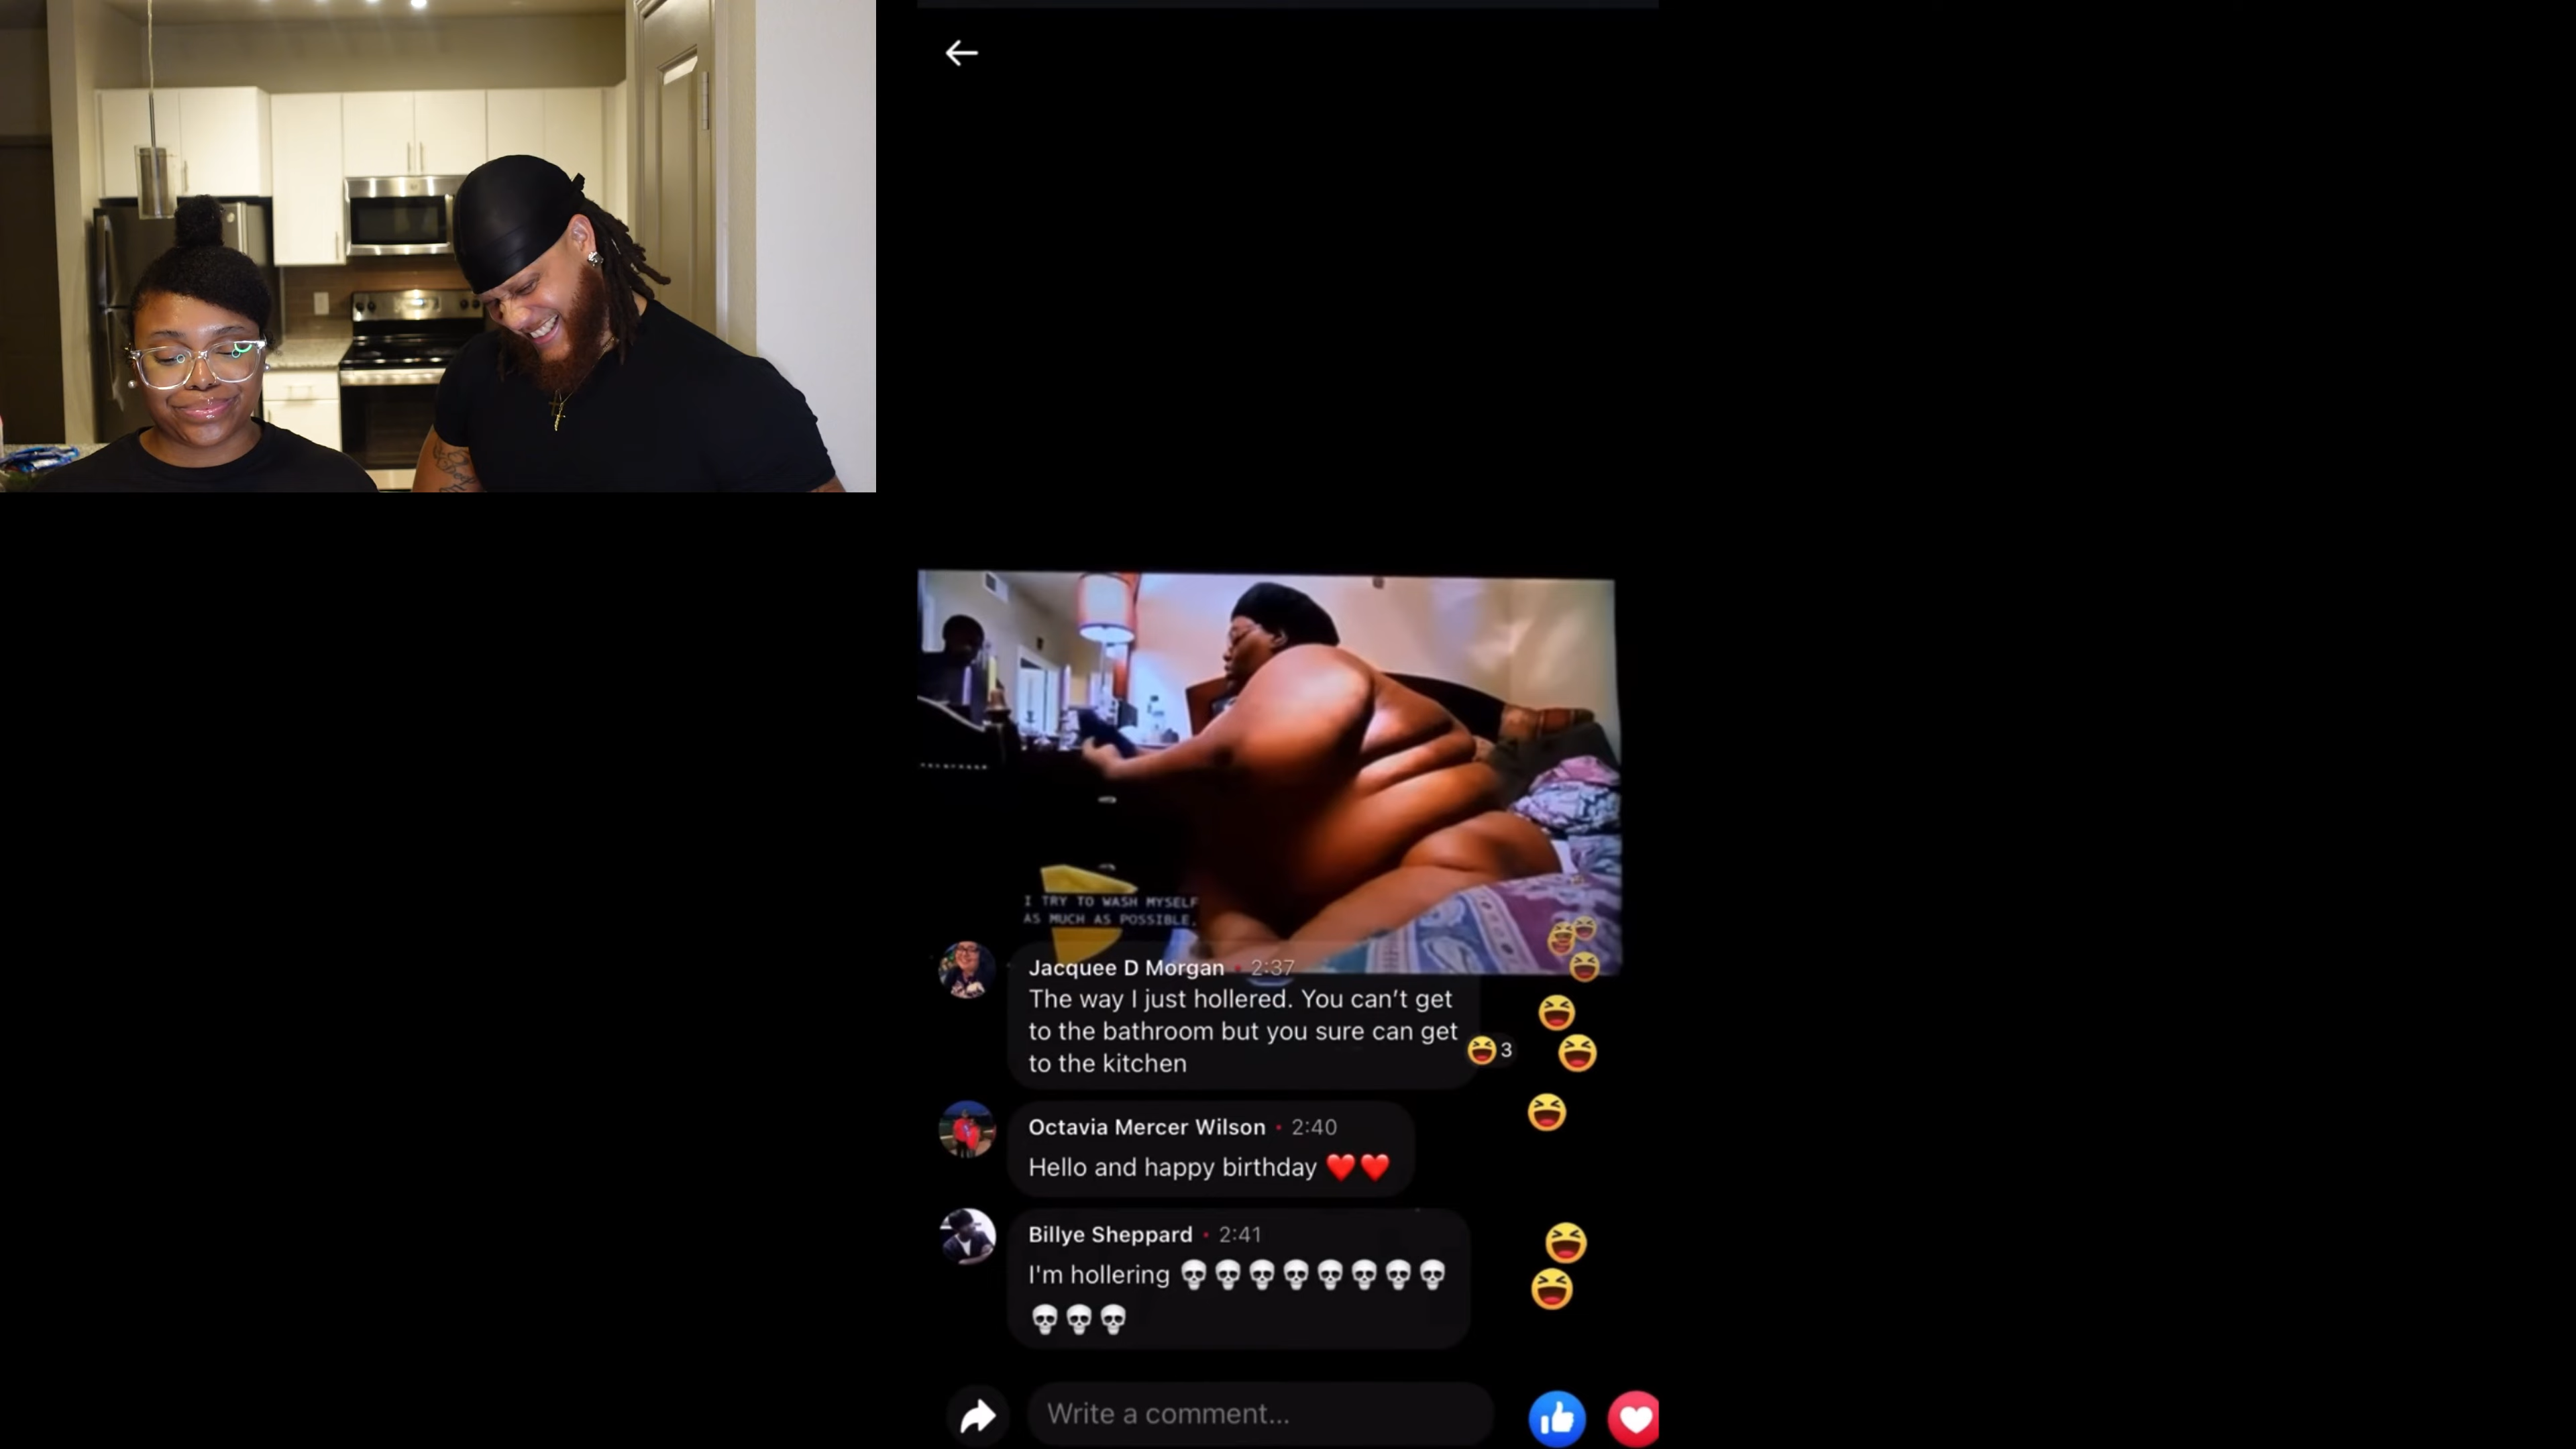 I TRY TO WASH MYSELF
AS MUCH AS POSSIBLE.
Jacquee D Morgan • 2:37
The way I just hollered. You can’t get
to the bathroom but you sure can get
to the kitchen
😆 3
Octavia Mercer Wilson • 2:40
Hello and happy birthday ❤️❤️
Billye Sheppard • 2:41
I'm hollering 💀💀💀💀💀💀💀💀
💀💀💀
Write a comment...